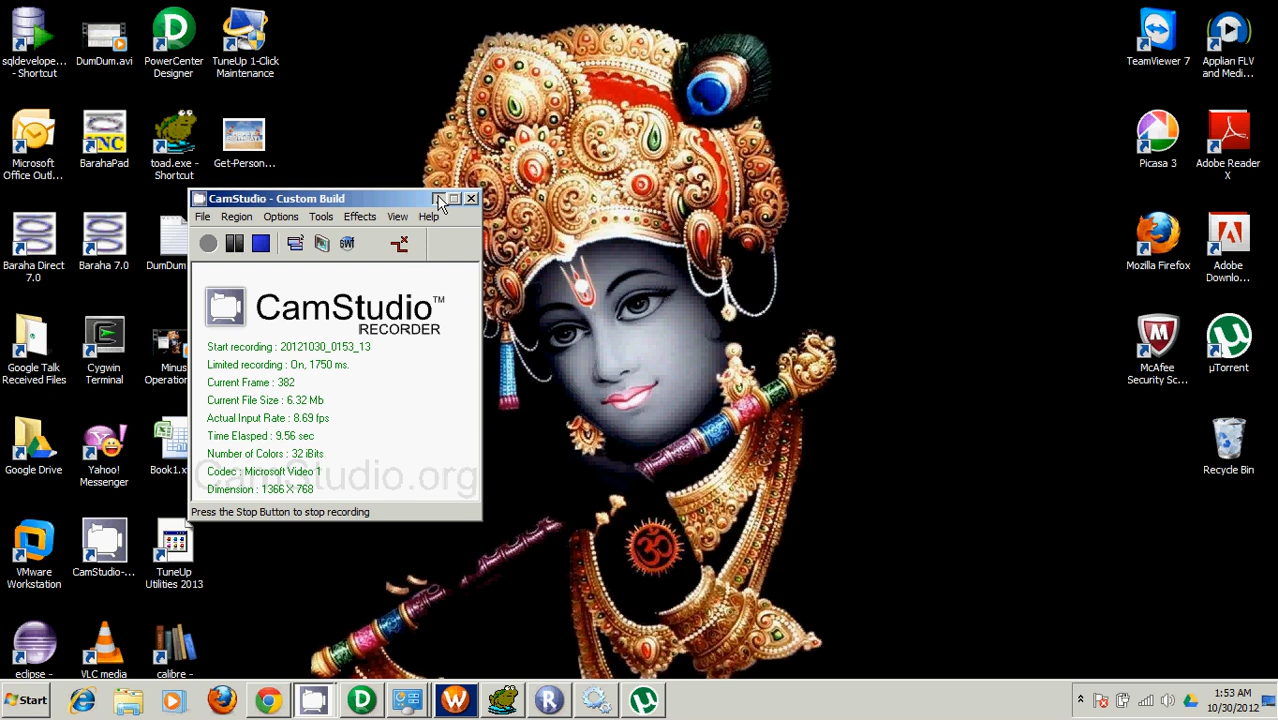 sqldevelope...
- Shortcut
DumDum.avi
PowerCenter
Designer
TuneUp 1-Click
Maintenance
TeamViewer 7
Applian FLV
and Medi...
Microsoft
Office Outl...
INC
BarahaPad
toad.exe -
Shortcut
Get-Person...
Picasa 3
Adobe Reader
X
CamStudio - Custom Build
File Region Options Tools Effects View Help
CamStudio™
RECORDER
Start recording : 20121030_0153_13
Limited recording : On, 1750 ms.
Current Frame : 382
Current File Size : 6.32 Mb
Actual Input Rate : 8.69 fps
Time Elasped : 9.56 sec
Number of Colors : 32 iBits
Codec : Microsoft Video 1
CamStudio.org
Dimension : 1366 X 768
Press the Stop Button to stop recording
ॐ
Baraha Direct
7.0
Baraha 7.0
DumDum
Mozilla Firefox
Adobe
Downlo...
Google Talk
Received Files
Cygwin
Terminal
Minus
Operation
McAfee
Security Sc...
µTorrent
Google Drive
Yahoo!
Messenger
Book1.x
Recycle Bin
VMware
Workstation
CamStudio-...
TuneUp
Utilities 2013
eclipse -
VLC media
calibre -
Start
1:53 AM
10/30/2012